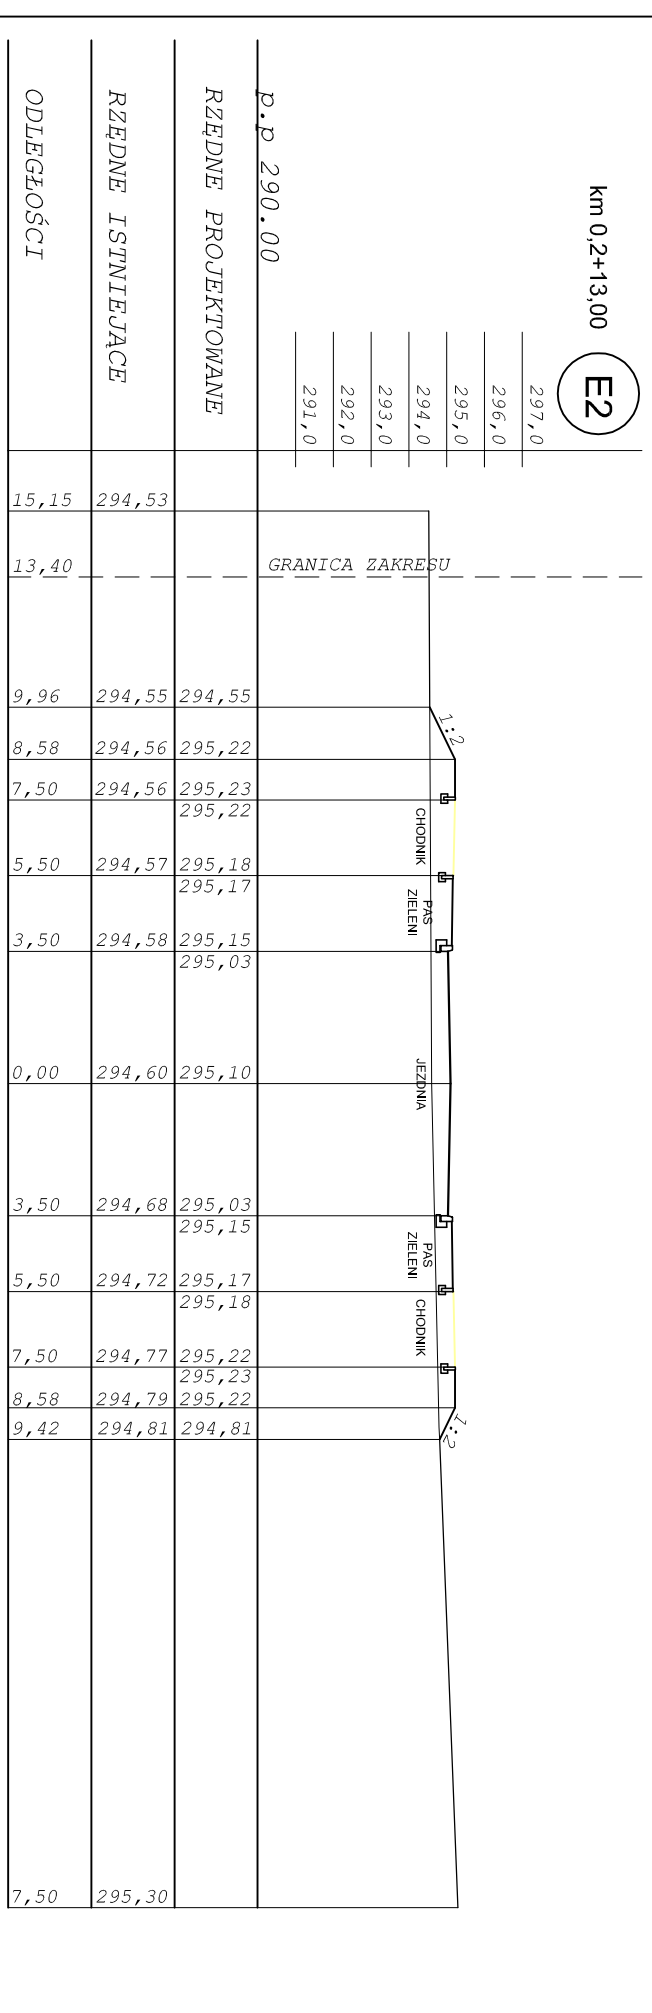 km 0,2+13,00
E2
297,0
296,0
295,0
294,0
293,0
292,0
291,0
p.p 290.00
RZĘDNE PROJEKTOWANE
RZĘDNE ISTNIEJĄCE
ODLEGŁOŚCI
15,15 294,53
13,40 GRANICA ZAKRESU
9,96 294,55 294,55
1:2
8,58 294,56 295,22
7,50 294,56 295,23
295,22
CHODNIK
5,50 294,57 295,18
295,17
PAS
ZIELENI
3,50 294,58 295,15
295,03
0,00 294,60 295,10
JEZDNIA
3,50 294,68 295,03
295,15
PAS
ZIELENI
5,50 294,72 295,17
295,18
CHODNIK
7,50 294,77 295,22
295,23
8,58 294,79 295,22
9,42 294,81 294,81
1:2
7,50 295,30